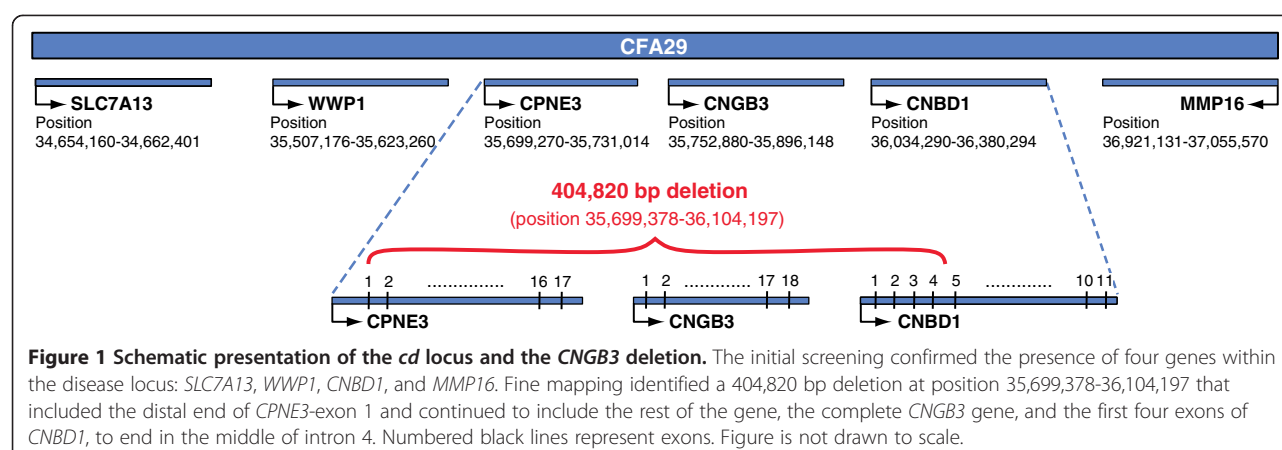 CFA29
SLC7A13
Position
34,654,160-34,662,401
WWP1
Position
35,507,176-35,623,260
CPNE3
Position
35,699,270-35,731,014
CNGB3
Position
35,752,880-35,896,148
CNBD1
Position
36,034,290-36,380,294
MMP16
Position
36,921,131-37,055,570
404,820 bp deletion
(position 35,699,378-36,104,197)
1 2 .............. 16 17
CPNE3
1 2 ............ 17 18
CNGB3
1 2 3 4 5 ............ 10 11
CNBD1
Figure 1 Schematic presentation of the cd locus and the CNGB3 deletion. The initial screening confirmed the presence of four genes within
the disease locus: SLC7A13, WWP1, CNBD1, and MMP16. Fine mapping identified a 404,820 bp deletion at position 35,699,378-36,104,197 that
included the distal end of CPNE3-exon 1 and continued to include the rest of the gene, the complete CNGB3 gene, and the first four exons of
CNBD1, to end in the middle of intron 4. Numbered black lines represent exons. Figure is not drawn to scale.